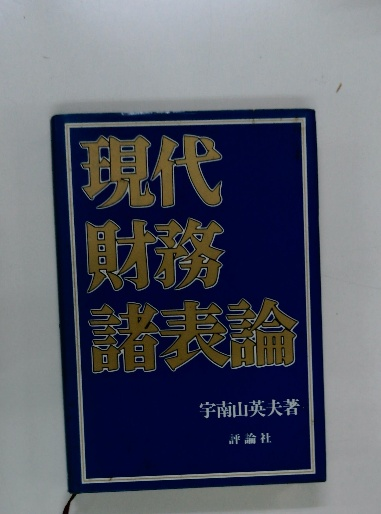 現代
財務
諸表論
宇南山英夫著
評論社